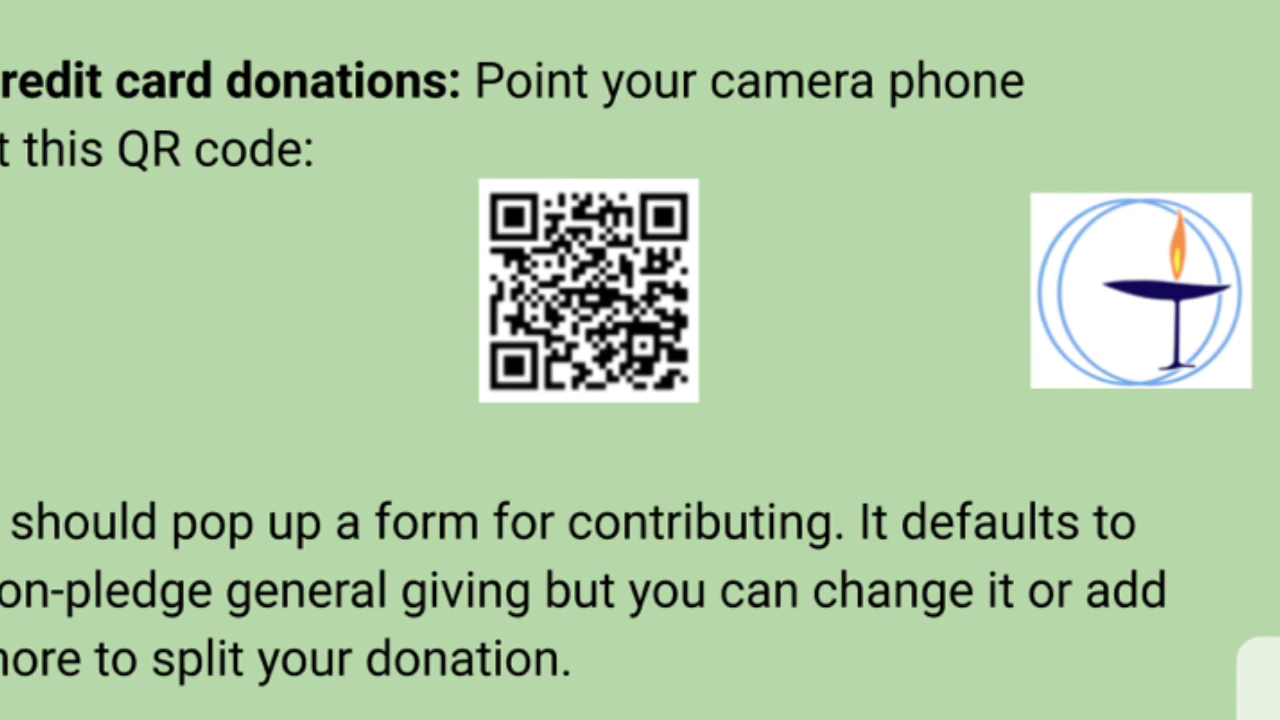 redit card donations: Point your camera phone
t this QR code:
should pop up a form for contributing. It defaults to
on-pledge general giving but you can change it or add
ore to split your donation.